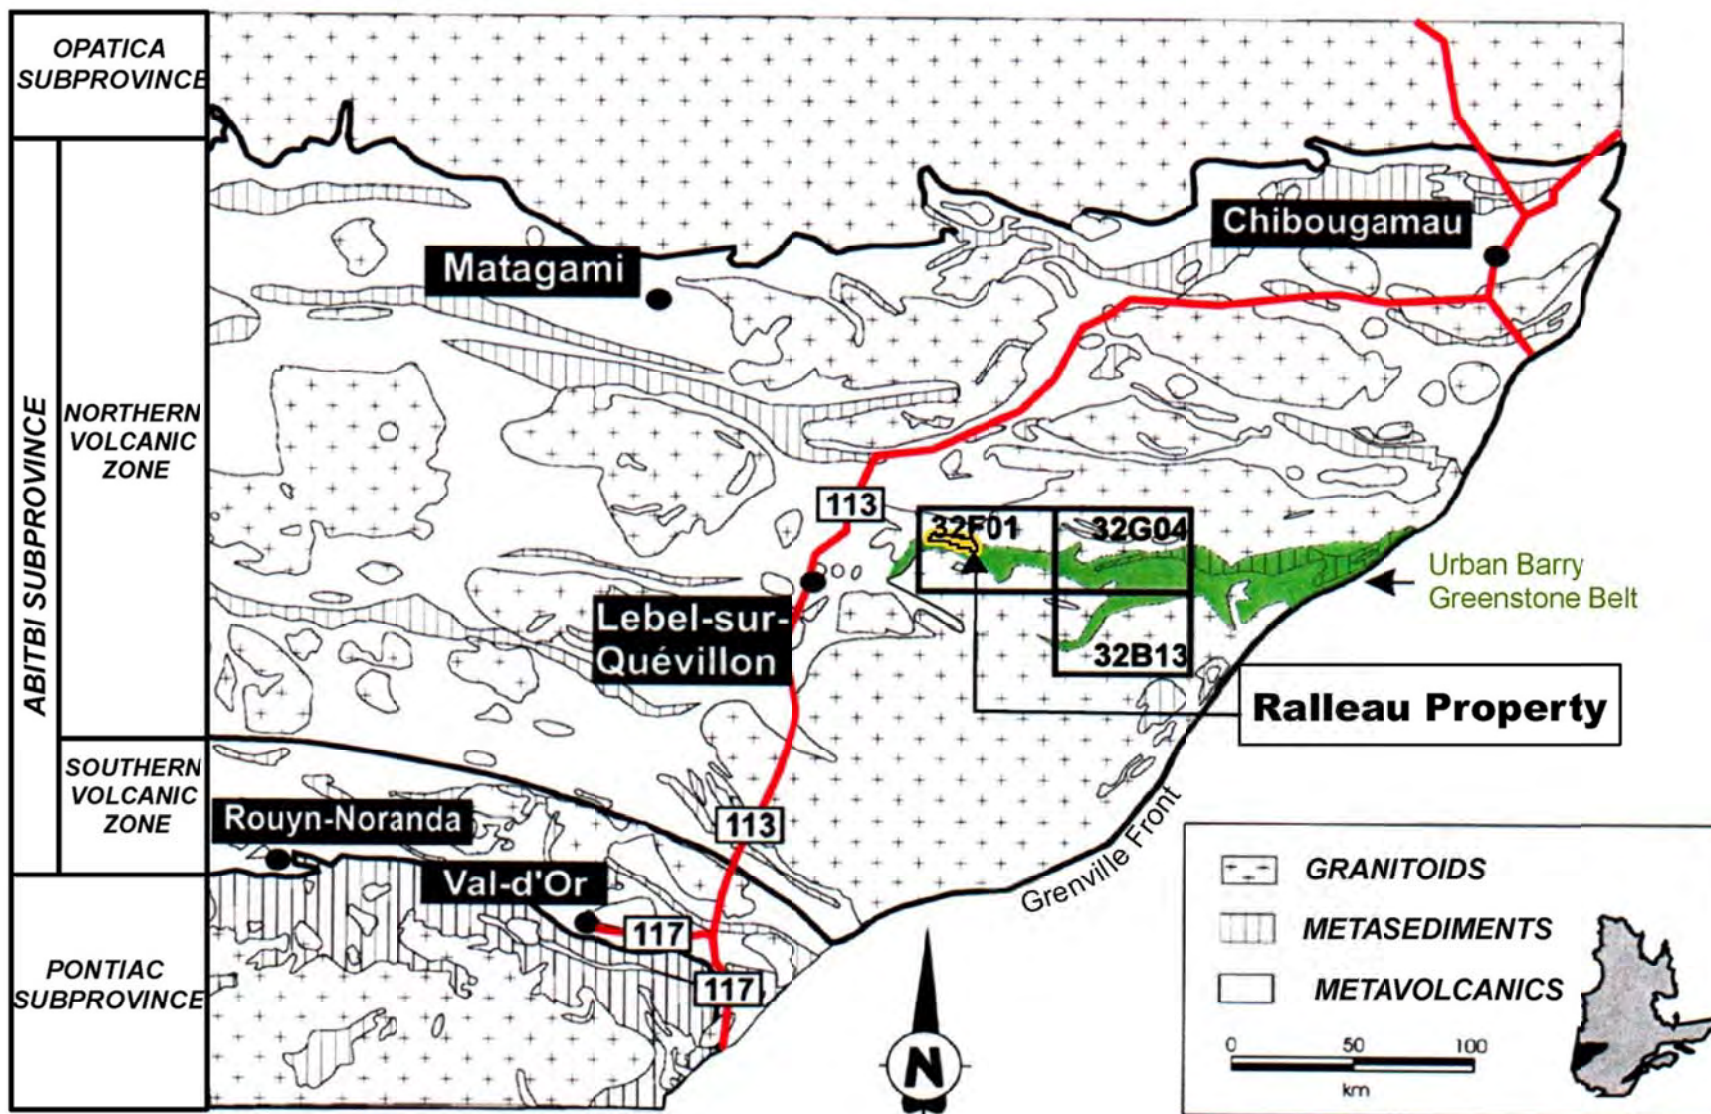 OPATICA
SUBPROVINCE
ABITBI SUBPROVINCE
NORTHERN
VOLCANIC
ZONE
SOUTHERN
VOLCANIC
ZONE
PONTIAC
SUBPROVINCE
Matagami
Chibougamau
113
32F01
32G04
32B13
Urban Barry
Greenstone Belt
Lebel-sur-
Quévillon
Ralleau Property
Rouyn-Noranda
113
Val-d'Or
117
117
Grenville Front
N
GRANITOIDS
METASEDIMENTS
METAVOLCANICS
0 50 100
km